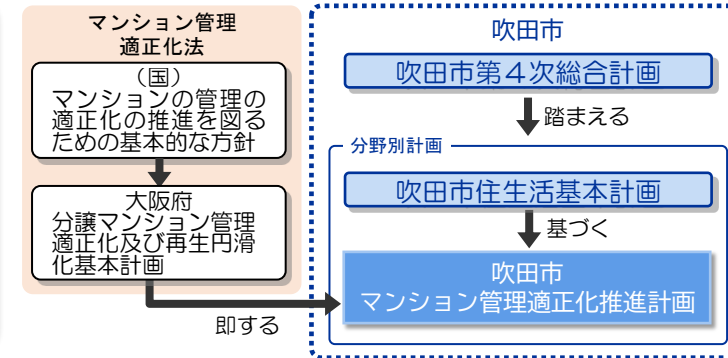 マンション管理
適正化法
（国）
マンションの管理の
適正化の推進を図る
ための基本的な方針
大阪府
分譲マンション管理
適正化及び再生円滑
化基本計画
即する
吹田市
吹田市第４次総合計画
踏まえる
分野別計画
吹田市住生活基本計画
基づく
吹田市
マンション管理適正化推進計画